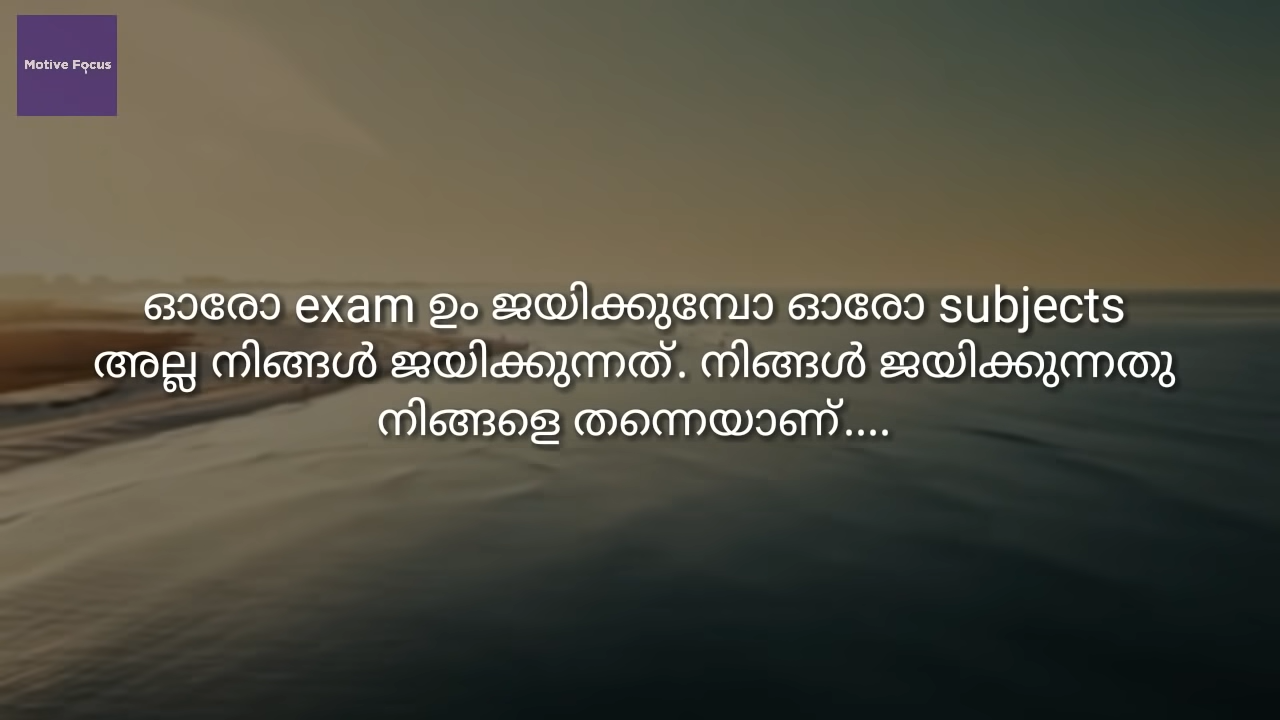 Motive Focus
ഓരോ exam ഉം ജയിക്കുമ്പോ ഓരോ subjects
അല്ല നിങ്ങൾ ജയിക്കുന്നത്. നിങ്ങൾ ജയിക്കുന്നതു
നിങ്ങളെ തന്നെയാണ്....